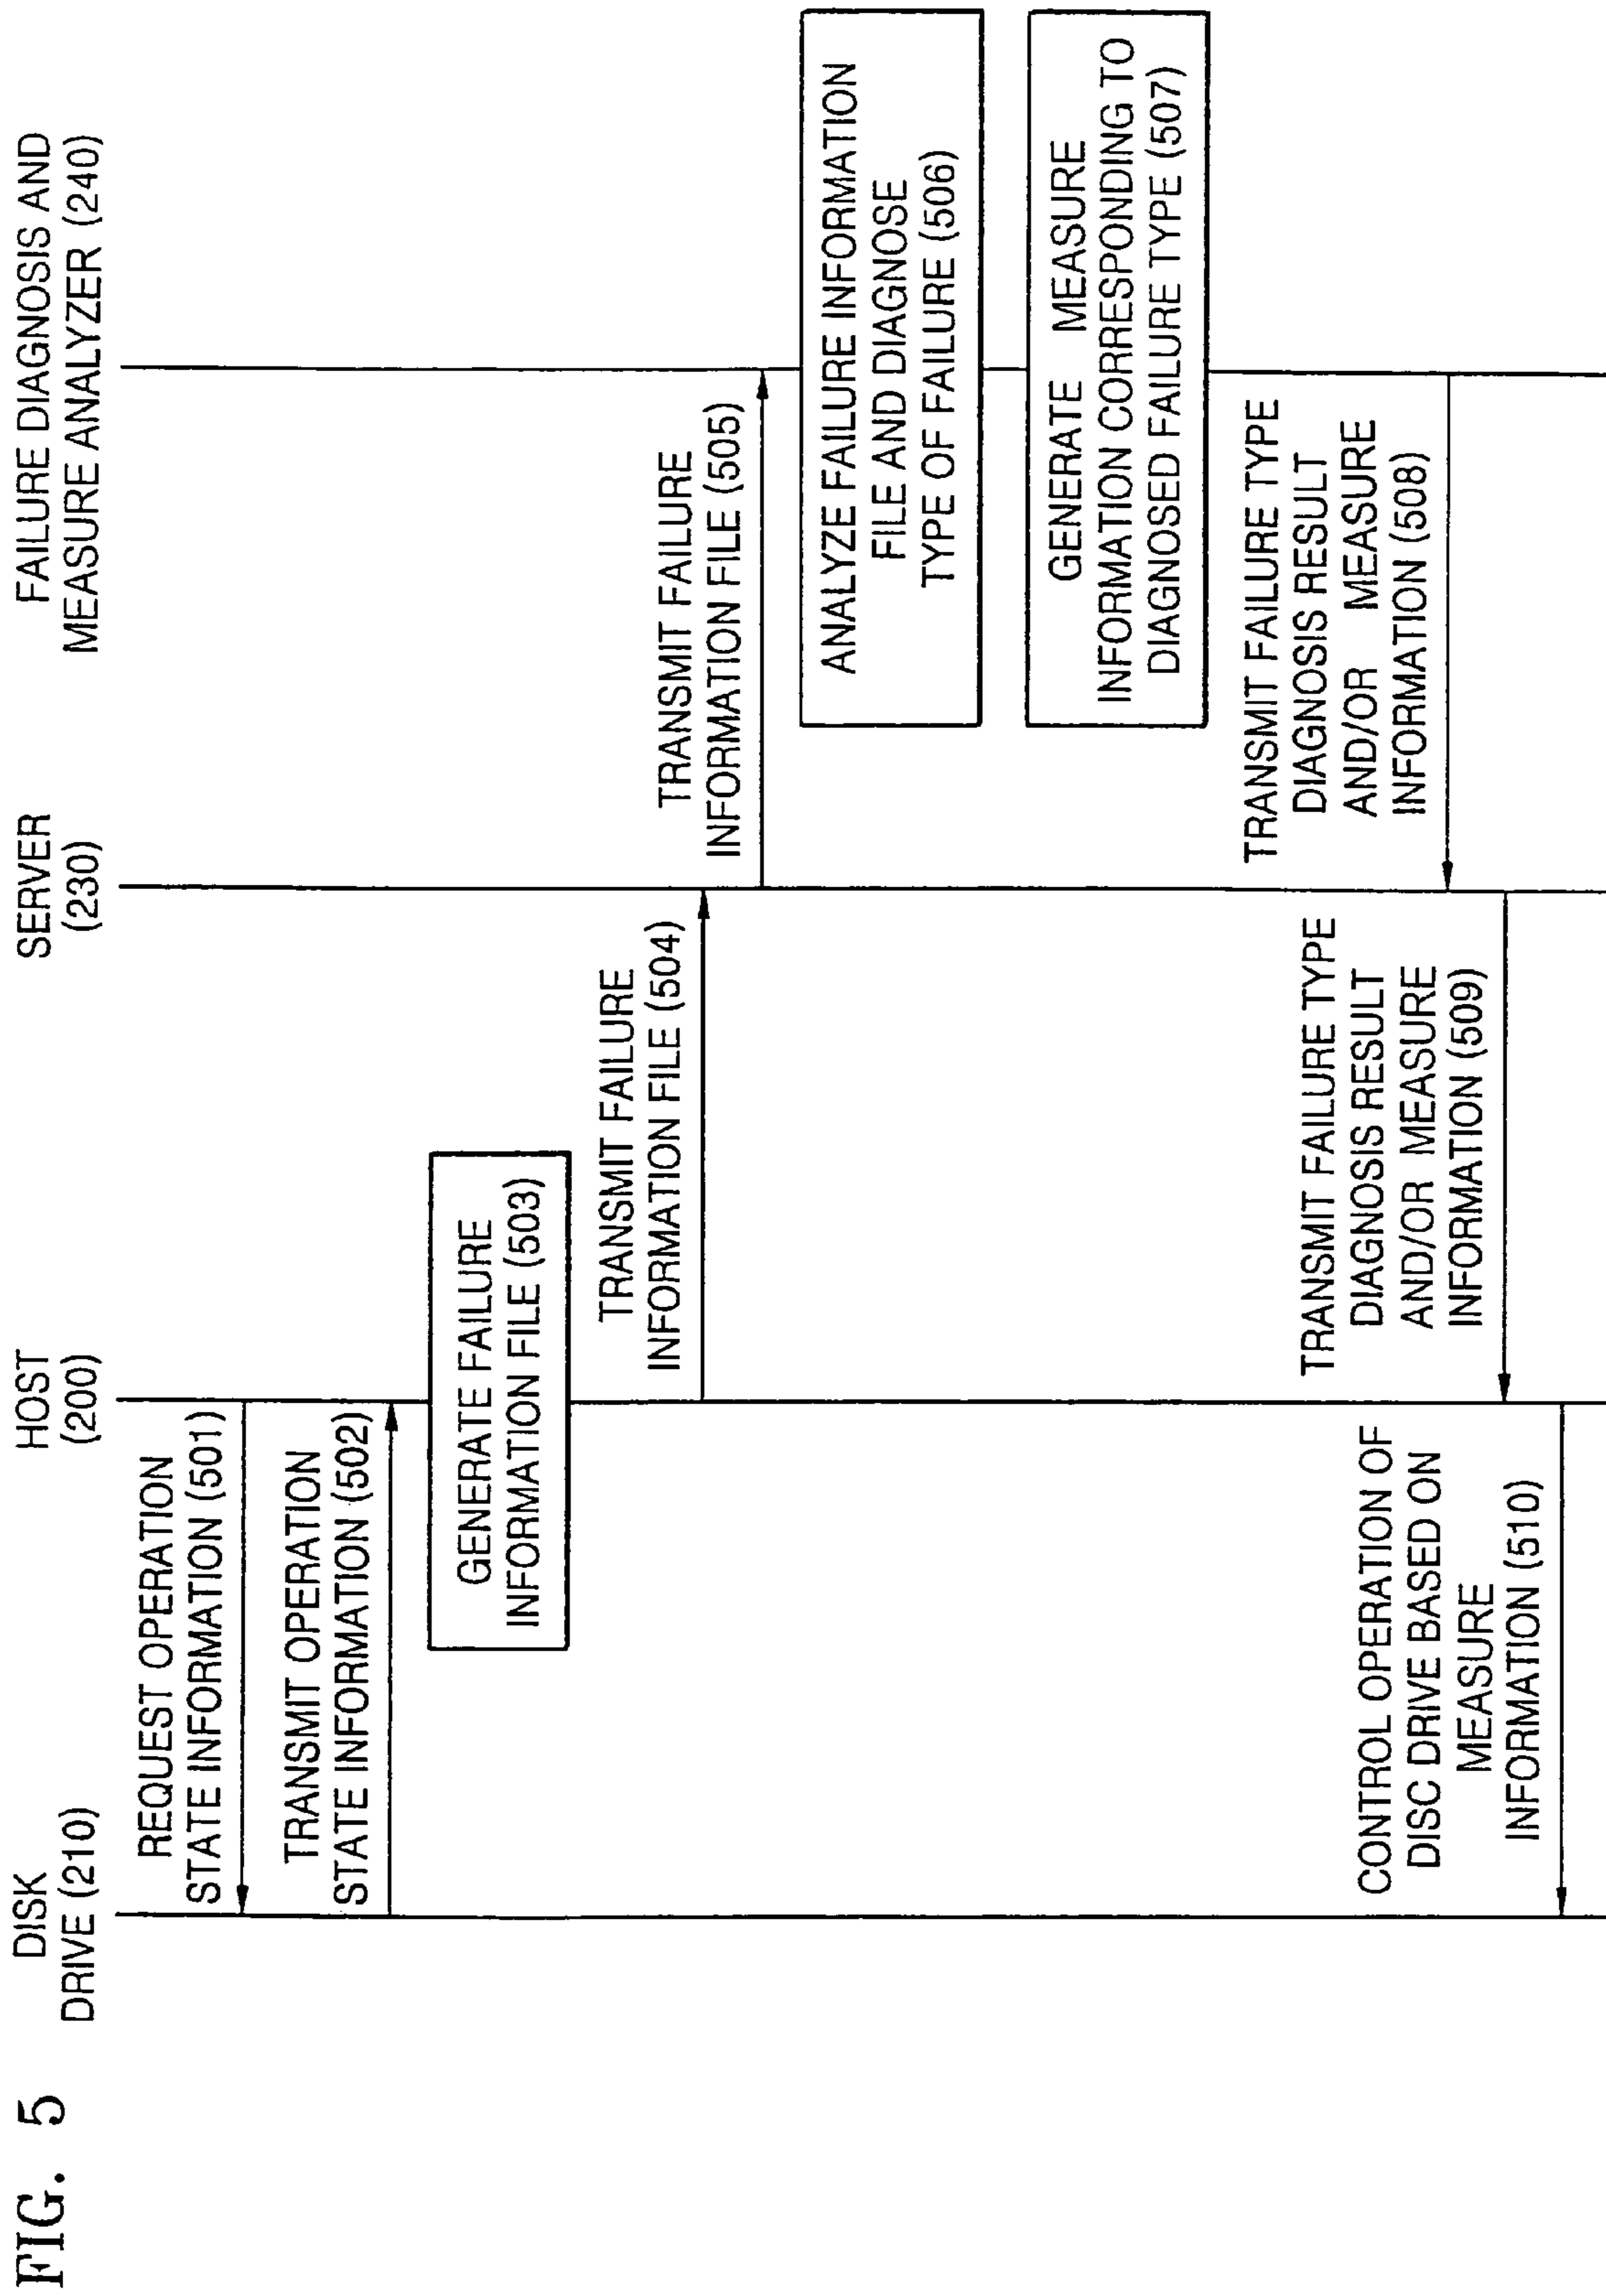 FIG. 5
DISK
DRIVE (210)
HOST
(200)
SERVER
(230)
FAILURE DIAGNOSIS AND
MEASURE ANALYZER (240)
REQUEST OPERATION
STATE INFORMATION (501)
TRANSMIT OPERATION
STATE INFORMATION (502)
GENERATE FAILURE
INFORMATION FILE (503)
TRANSMIT FAILURE
INFORMATION FILE (504)
TRANSMIT FAILURE
INFORMATION FILE (505)
ANALYZE FAILURE INFORMATION
FILE AND DIAGNOSE
TYPE OF FAILURE (506)
GENERATE MEASURE
INFORMATION CORRESPONDING TO
DIAGNOSED FAILURE TYPE (507)
TRANSMIT FAILURE TYPE
DIAGNOSIS RESULT
AND/OR MEASURE
INFORMATION (508)
TRANSMIT FAILURE TYPE
DIAGNOSIS RESULT
AND/OR MEASURE
INFORMATION (509)
CONTROL OPERATION OF
DISC DRIVE BASED ON
MEASURE
INFORMATION (510)